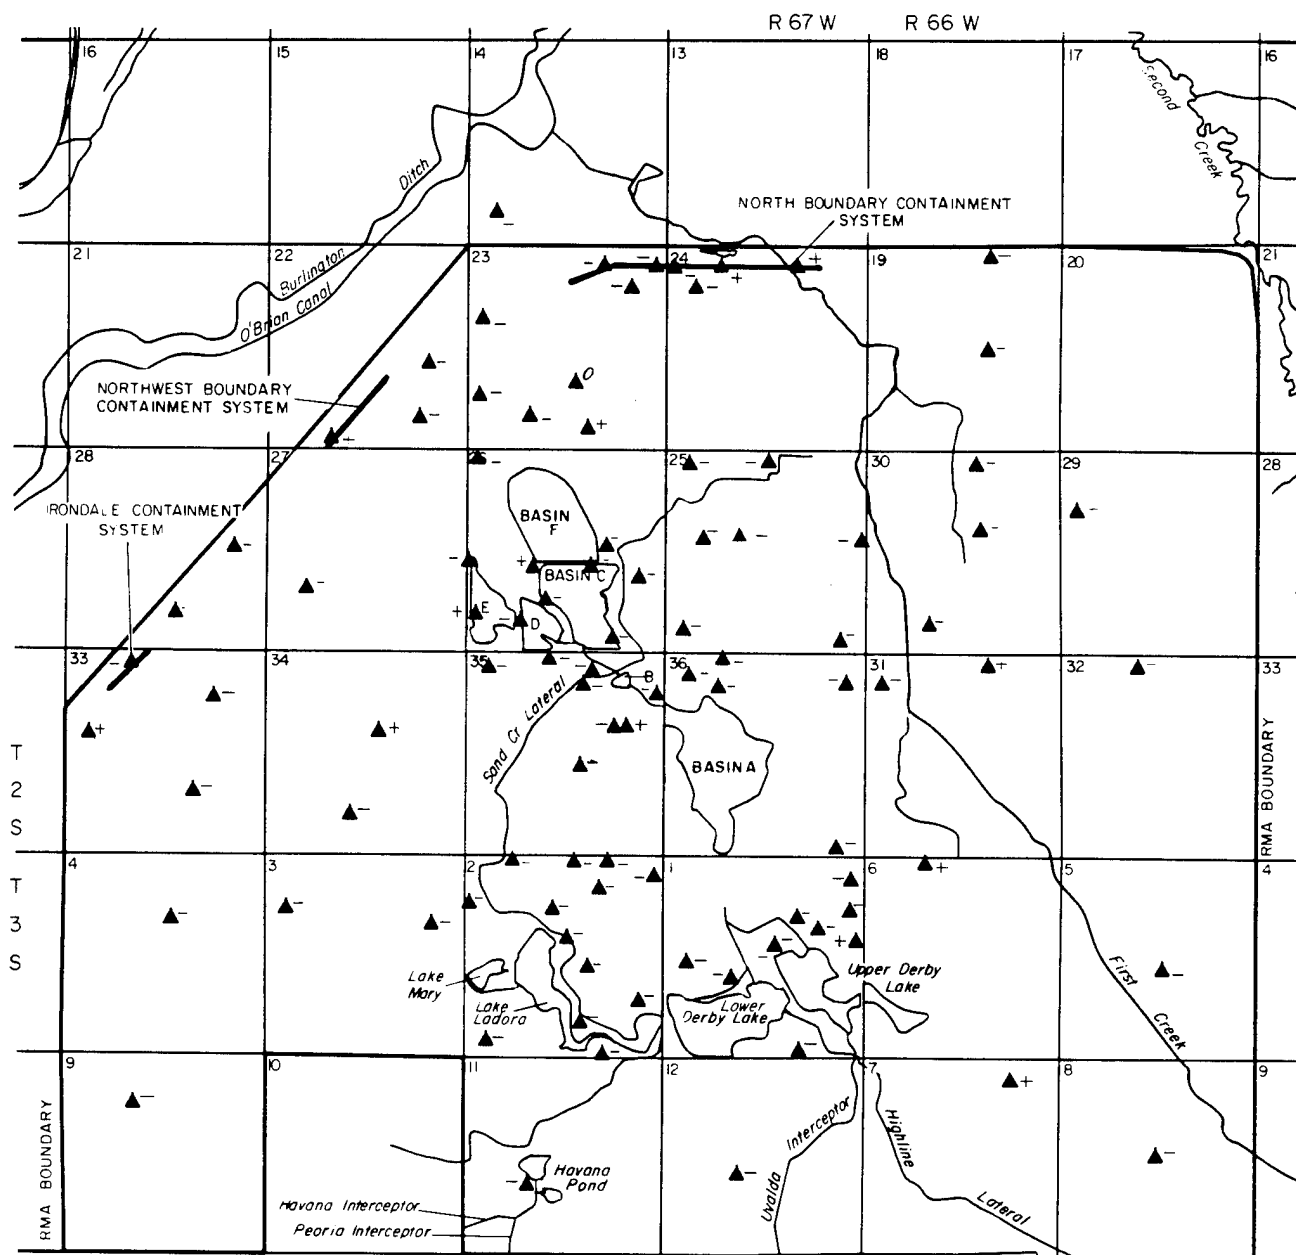 R 67 W R 66 W
16 15 14 13 18 17 16
Second
Creek
Ditch
NORTH BOUNDARY CONTAINMENT
SYSTEM
21 22 23 24 19 20 21
Burlington
O'Brian Canal
NORTHWEST BOUNDARY
CONTAINMENT SYSTEM
O
28 27 26 25 30 29 28
IRONDALE CONTAINMENT
SYSTEM
BASIN
F
BASIN C
E
D
33 34 35 36 31 32 33
B
Sand Cr Lateral
BASIN A
T
2
S
RMA BOUNDARY
4 3 2 1 6 5 4
T
3
S
Lake
Mary
Lake
Ladora
Lower
Derby Lake
Upper Derby
Lake
First
Creek
9 10 11 12 7 8 9
RMA BOUNDARY
Uvalda Interceptor
Highline
Lateral
Havana
Pond
Havana Interceptor
Peoria Interceptor